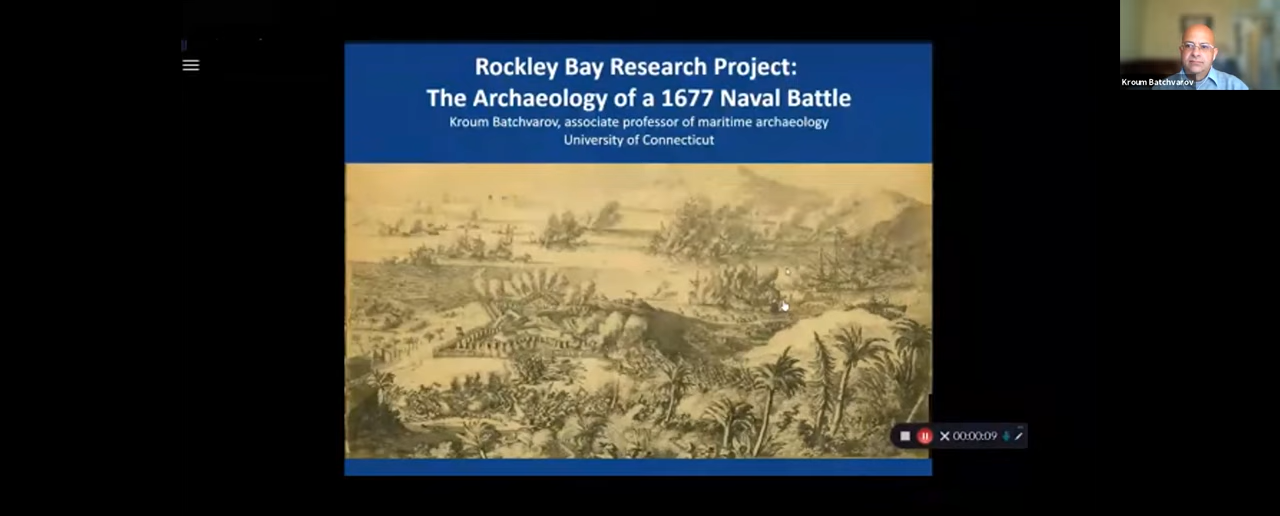 Rockley Bay Research Project:
The Archaeology of a 1677 Naval Battle
Kroum Batchvarov, associate professor of maritime archaeology
University of Connecticut
Kroum Batchvarov
00:00:09